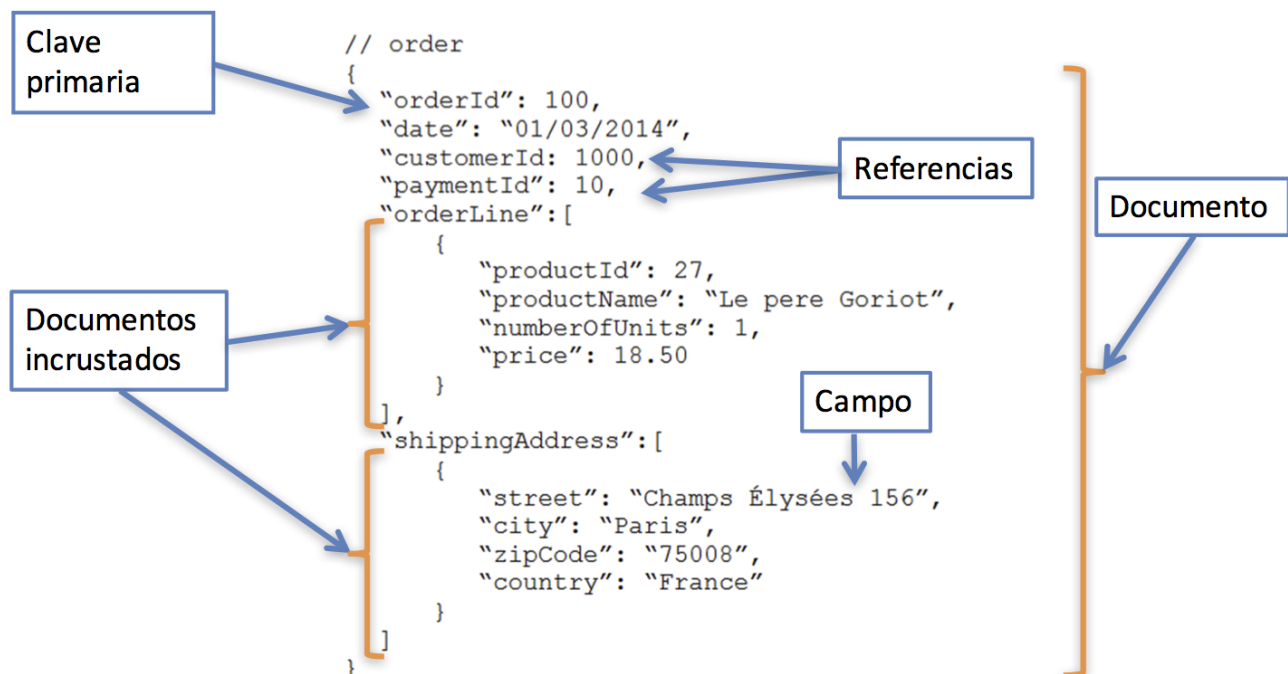 Clave
primaria
// order
{
“orderId”: 100,
“date”: “01/03/2014”,
“customerId: 1000,
“paymentId”: 10,
“orderLine”:[
{
“productId”: 27,
“productName”: “Le pere Goriot”,
“numberOfUnits”: 1,
“price”: 18.50
}
],
“shippingAddress”:[
{
“street”: “Champs Élysées 156”,
“city”: “Paris”,
“zipCode”: “75008”,
“country”: “France”
}
]
}
Referencias
Documento
Documentos
incrustados
Campo